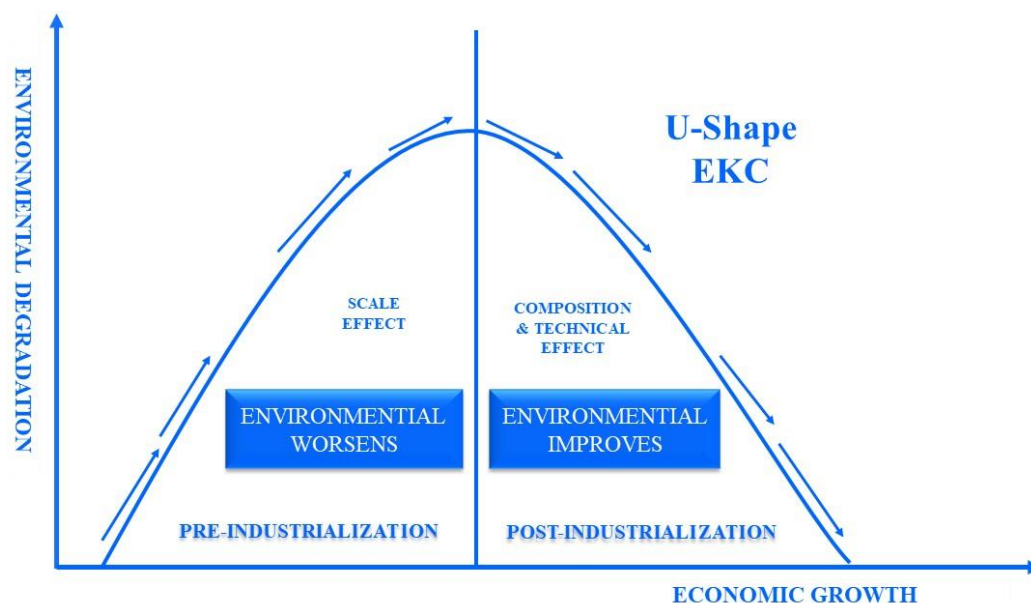 ENVIRONMENTAL DEGRADATION
U-Shape
EKC
SCALE
EFFECT
COMPOSITION
& TECHNICAL
EFFECT
ENVIRONMENTIAL
WORSENS
ENVIRONMENTIAL
IMPROVES
PRE-INDUSTRIALIZATION
POST-INDUSTRIALIZATION
ECONOMIC GROWTH